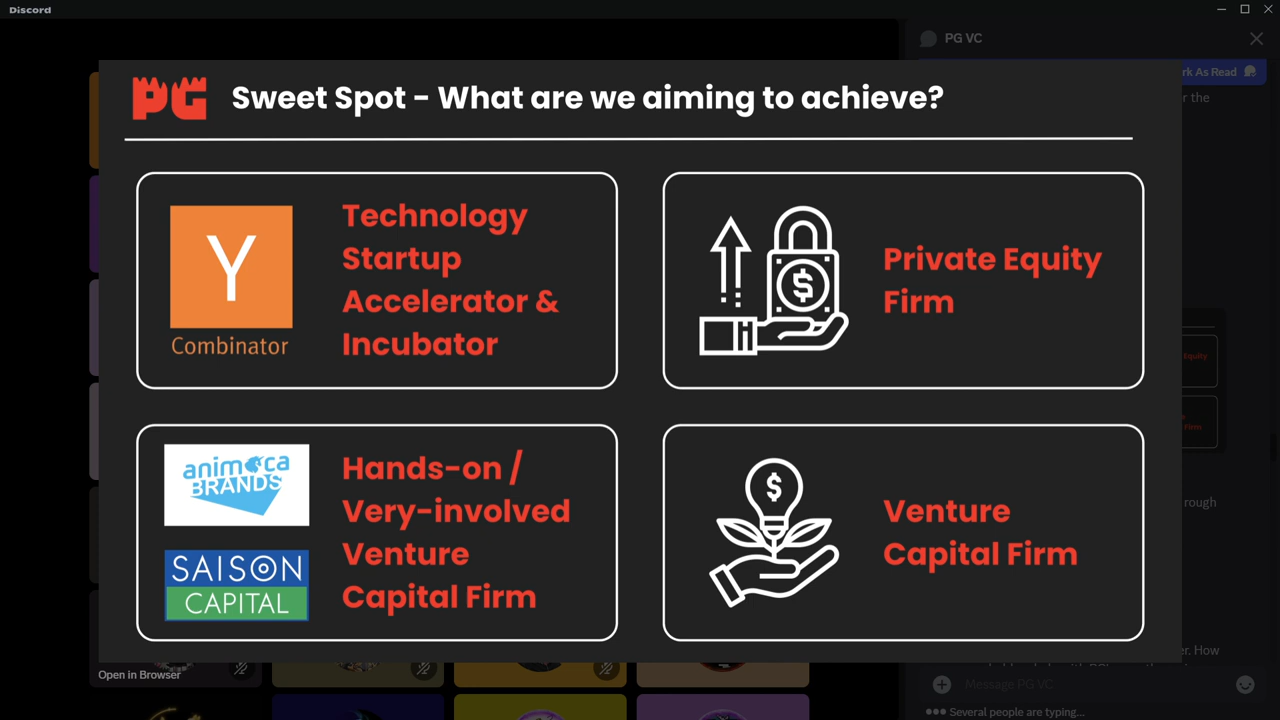 Discord
PG VC
rk As Read
r the
PG
Sweet Spot - What are we aiming to achieve?
Y
Combinator
Technology
Startup
Accelerator &
Incubator
$
Private Equity
Firm
Equity
animoca
BRANDS
SAISON
CAPITAL
Hands-on /
Very-involved
Venture
Capital Firm
$
Venture
Capital Firm
Firm
rough
r. How
Open in Browser
Message PG VC
Several people are typing...